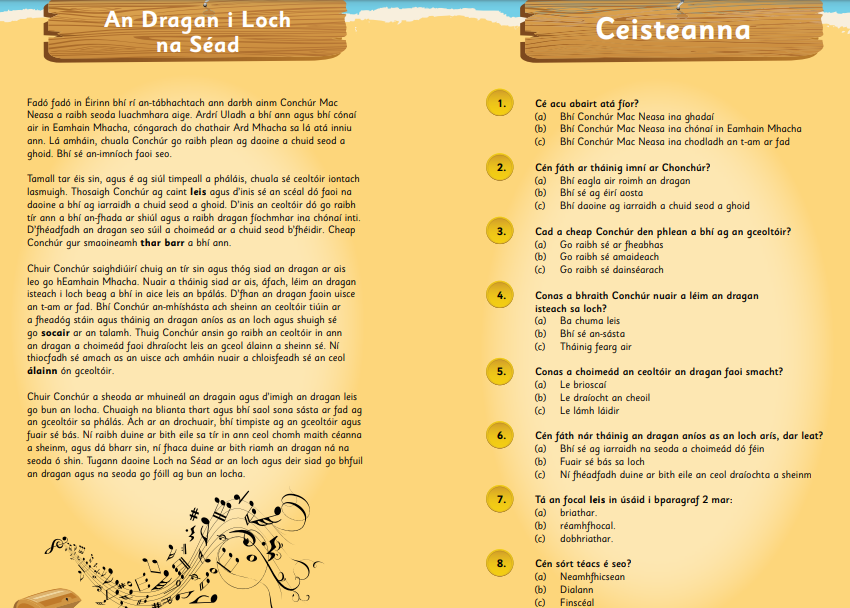 An Dragan i Loch
na Séad
Fadó fadó in Éirinn bhí rí an-tábhachtach ann darbh ainm Conchúr Mac
Neasa a raibh seoda luachmhara aige. Ardrí Uladh a bhí ann agus bhí cónaí
air in Eamhain Mhacha, cóngarach do chathair Ard Mhacha sa lá atá inniu
ann. Lá amháin, chuala Conchúr go raibh plean ag daoine a chuid seod a
ghoid. Bhí sé an-imníoch faoi seo.
Tamall tar éis sin, agus é ag siúl timpeall a pháláis, chuala sé ceoltóir iontach
lasmuigh. Thosaigh Conchúr ag caint leis agus d'inis sé an scéal dó faoi na
daoine a bhí ag iarraidh a chuid seod a ghoid. D'inis an ceoltóir dó go raibh
tír ann a bhí an-fhada ar shiúl agus a raibh dragan fíochmhar ina chónaí inti.
D'fhéadfadh an dragan seo súil a choimeád ar a chuid seod b'fhéidir. Cheap
Conchúr gur smaoineamh thar barr a bhí ann.
Chuir Conchúr saighdiúirí chuig an tír sin agus thóg siad an dragan ar ais
leo go hEamhain Mhacha. Nuair a tháinig siad ar ais, áfach, léim an dragan
isteach i loch beag a bhí in aice leis an bpálás. D'fhan an dragan faoin uisce
an t-am ar fad. Bhí Conchúr an-mhíshásta ach sheinn an ceoltóir tiúin ar
a fheadóg stáin agus tháinig an dragan aníos as an loch agus shuigh sé
go socair ar an talamh. Thuig Conchúr ansin go raibh an ceoltóir in ann
an dragan a choimeád faoi dhraíocht leis an gceol álainn a sheinn sé. Ní
thiocfadh sé amach as an uisce ach amháin nuair a chloisfeadh sé an ceol
álainn ón gceoltóir.
Chuir Conchúr a sheoda ar mhuineál an dragain agus d'imigh an dragan leis
go bun an locha. Chuaigh na blianta thart agus bhí saol sona sásta ar fad ag
an gceoltóir sa phálás. Ach ar an drochuair, bhí timpiste ag an gceoltóir agus
fuair sé bás. Ní raibh duine ar bith eile sa tír in ann ceol chomh maith céanna
a sheinm, agus dá bharr sin, ní fhaca duine ar bith riamh an dragan ná na
seoda ó shin. Tugann daoine Loch na Séad ar an loch agus deir siad go bhfuil
an dragan agus na seoda go fóill ag bun an locha.
Ceisteanna
1. Cé acu abairt atá fíor?
(a) Bhí Conchúr Mac Neasa ina ghadaí
(b) Bhí Conchúr Mac Neasa ina chónaí in Eamhain Mhacha
(c) Bhí Conchúr Mac Neasa ina chodladh an t-am ar fad
2. Cén fáth ar tháinig imní ar Chonchúr?
(a) Bhí eagla air roimh an dragan
(b) Bhí sé ag éirí aosta
(c) Bhí daoine ag iarraidh a chuid seod a ghoid
3. Cad a cheap Conchúr den phlean a bhí ag an gceoltóir?
(a) Go raibh sé ar fheabhas
(b) Go raibh sé amaideach
(c) Go raibh sé dainséarach
4. Conas a bhraith Conchúr nuair a léim an dragan
isteach sa loch?
(a) Ba chuma leis
(b) Bhí sé an-sásta
(c) Tháinig fearg air
5. Conas a choimeád an ceoltóir an dragan faoi smacht?
(a) Le brioscaí
(b) Le draíocht an cheoil
(c) Le lámh láidir
6. Cén fáth nár tháinig an dragan aníos as an loch arís, dar leat?
(a) Bhí sé ag iarraidh na seoda a choimeád dó féin
(b) Fuair sé bás sa loch
(c) Ní fhéadfadh duine ar bith eile an ceol draíochta a sheinm
7. Tá an focal leis in úsáid i bparagraf 2 mar:
(a) briathar.
(b) réamhfhocal.
(c) dobhriathar.
8. Cén sórt téacs é seo?
(a) Neamhfhicsean
(b) Dialann
(c) Finscéal